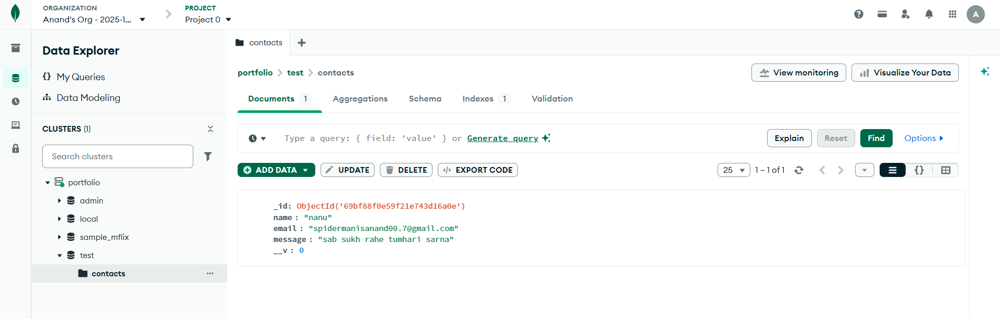 ORGANIZATION
Anand's Org - 2025-1...
PROJECT
Project 0
A
Data Explorer
My Queries
Data Modeling
CLUSTERS (1)
Search clusters
portfolio
admin
local
sample_mflix
test
contacts
contacts
portfolio > test > contacts
View monitoring
Visualize Your Data
Documents 1
Aggregations
Schema
Indexes 1
Validation
Type a query: { field: 'value' } or Generate query
Explain
Reset
Find
Options
ADD DATA
UPDATE
DELETE
EXPORT CODE
25
1 – 1 of 1
_id: ObjectId('69bf88f0e59f21e743d16a0e')
name : "nanu"
email : "spidermanisanand00.7@gmail.com"
message : "sab sukh rahe tumhari sarna"
__v : 0